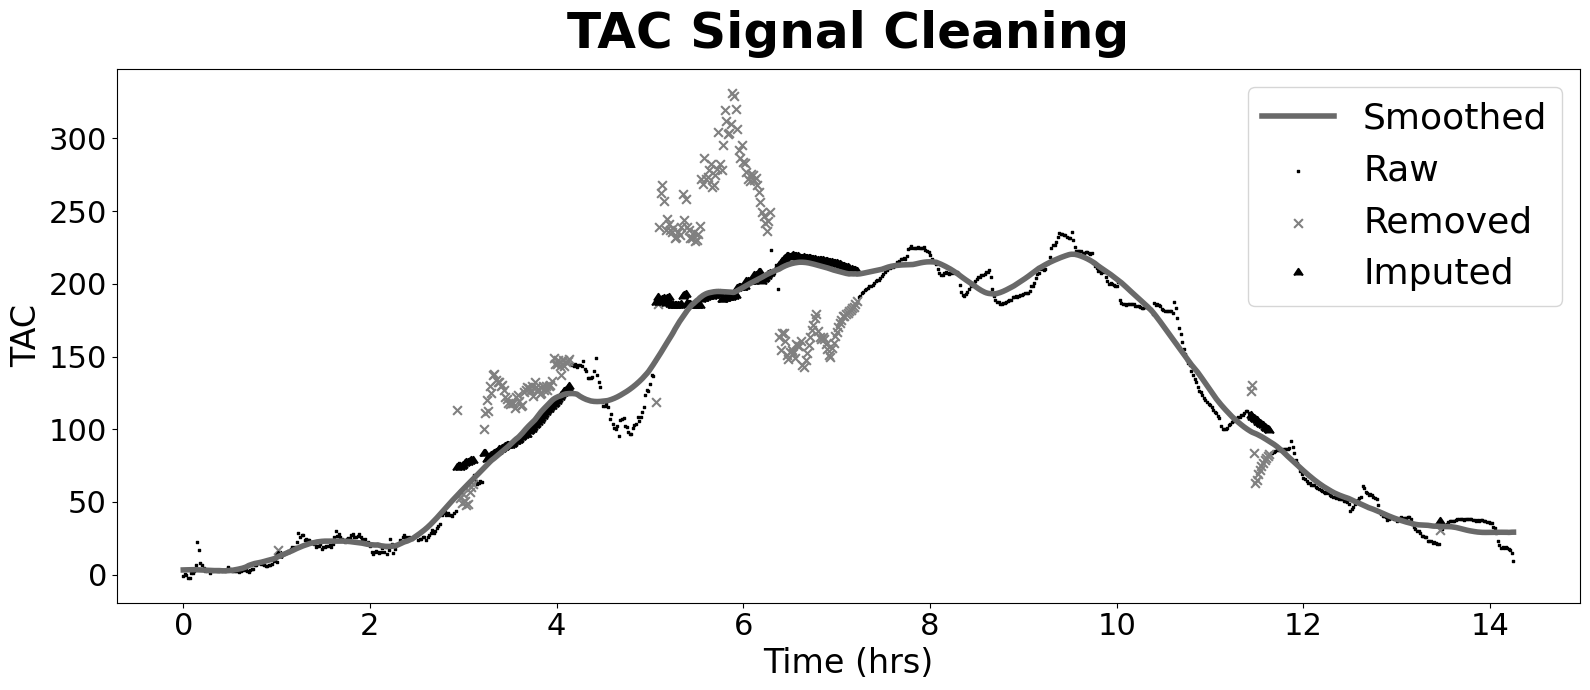 TAC Signal Cleaning
300
250
200
150
100
50
0
TAC
Smoothed
Raw
Removed
Imputed
0 2 4 6 8 10 12 14
Time (hrs)